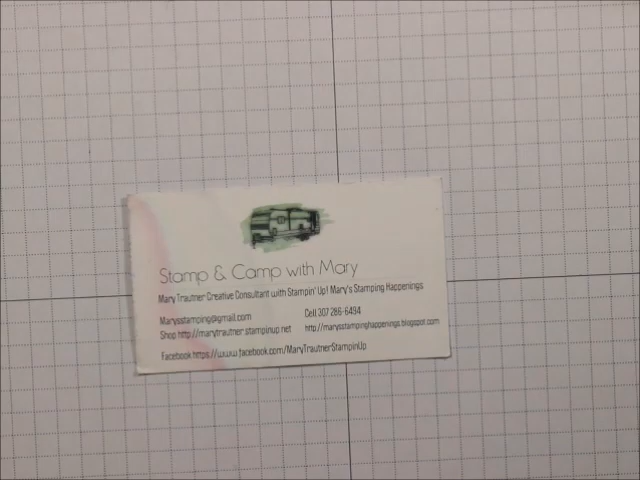 Stamp & Camp with Mary
Mary Trautner Creative Consultant with Stampin' Up! Mary's Stamping Happenings
Marysstamping@gmail.com
Cell 307 286-6494
Shop http://marytrautner.stampinup.net
http://marysstampinghappenings.blogspot.com
Facebook https://www.facebook.com/MaryTrautnerStampinUp